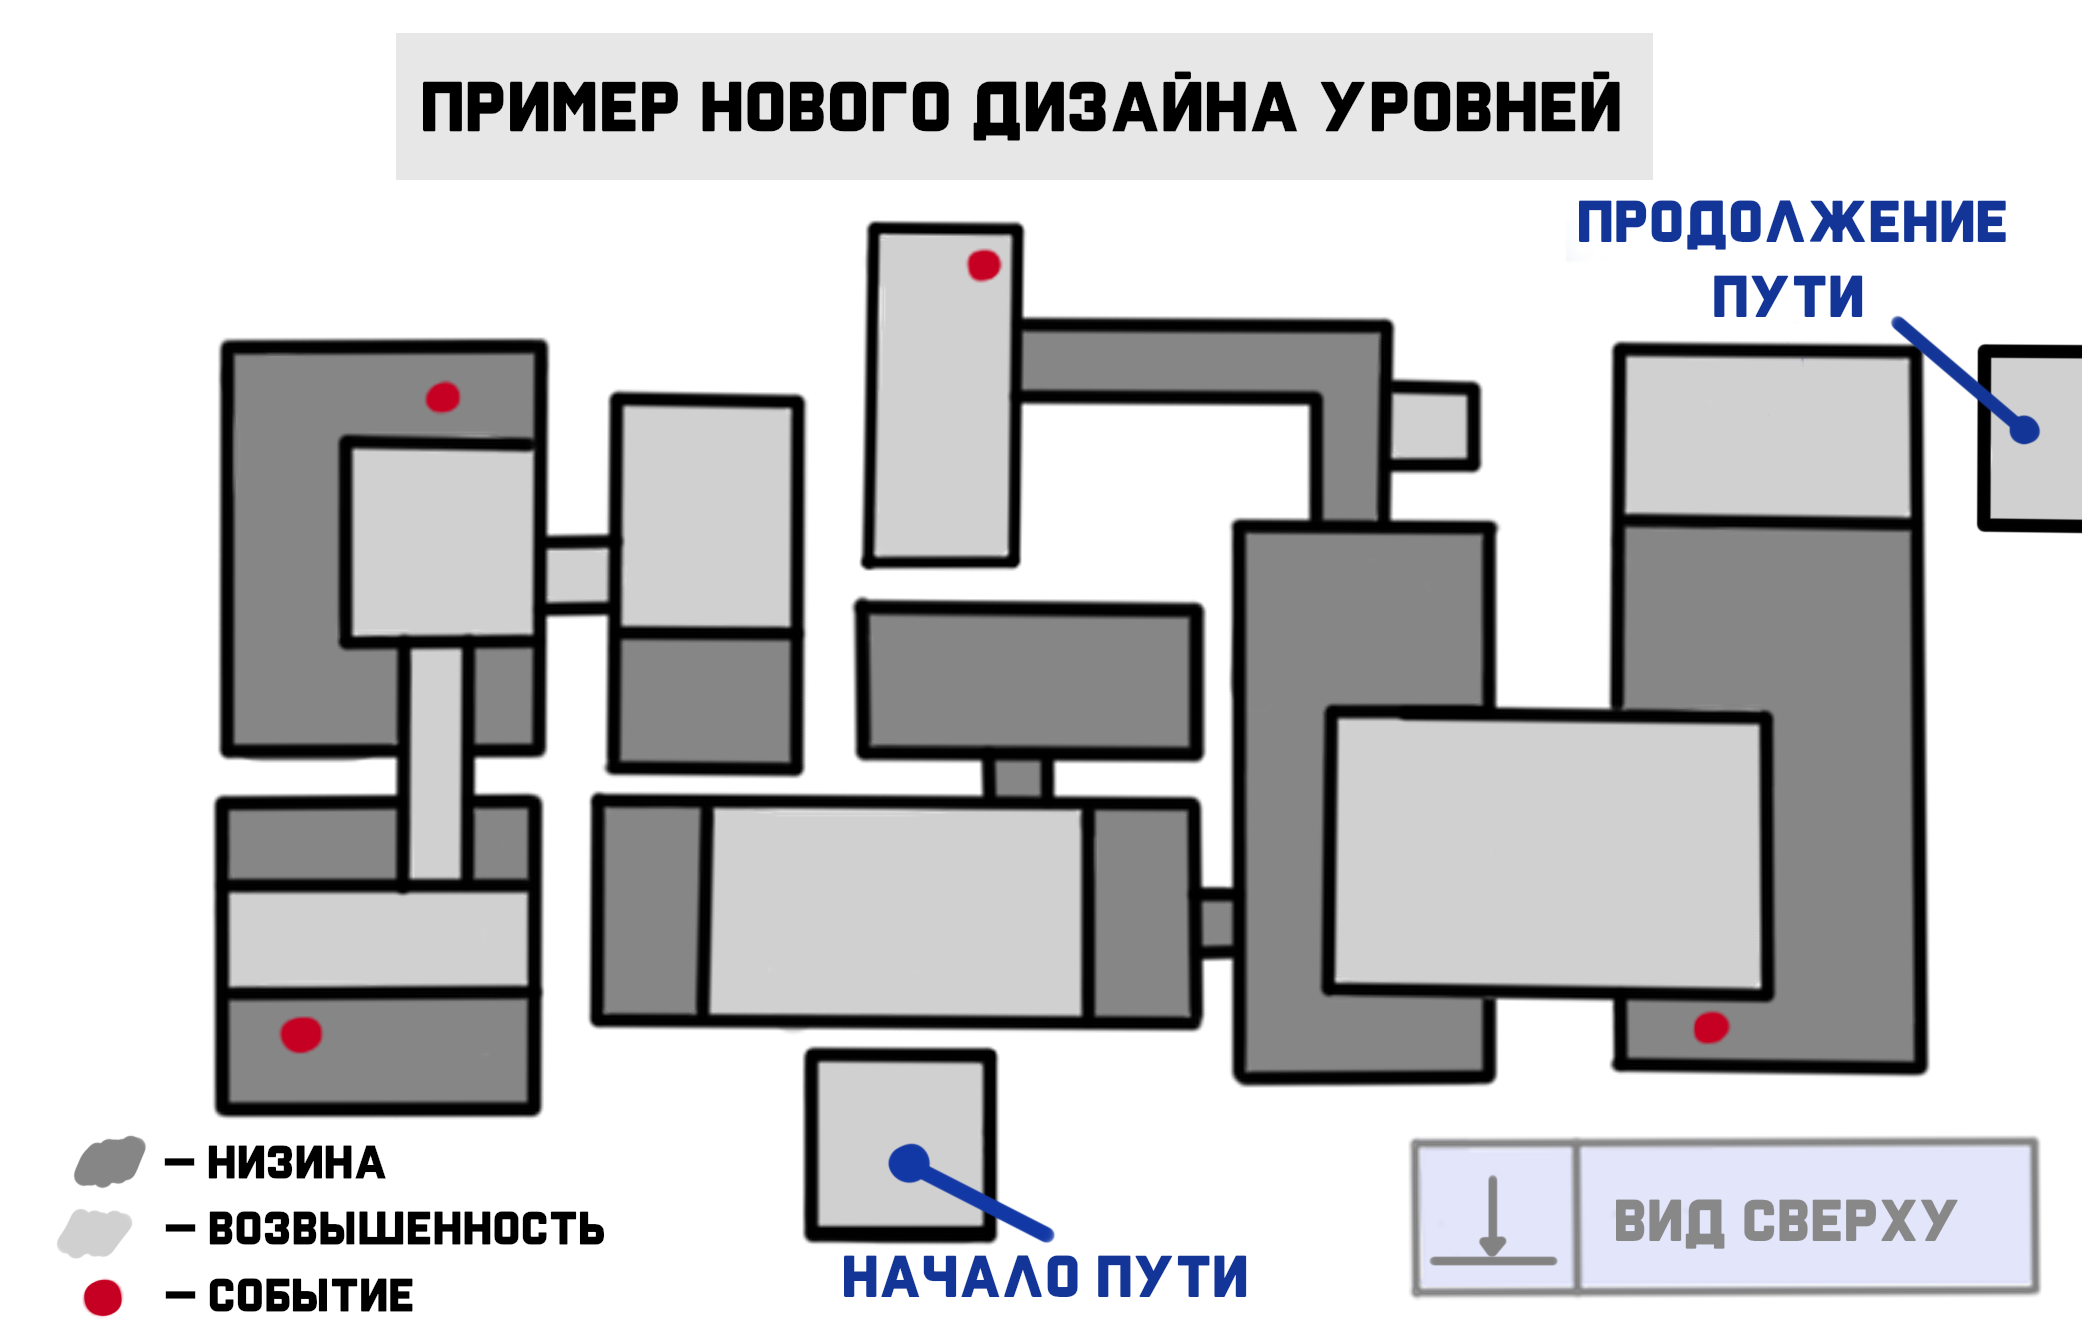 ПРИМЕР НОВОГО ДИЗАЙНА УРОВНЕЙ
ПРОДОЛЖЕНИЕ
ПУТИ
– НИЗИНА
– ВОЗВЫШЕННОСТЬ
– СОБЫТИЕ
НАЧАЛО ПУТИ
ВИД СВЕРХУ